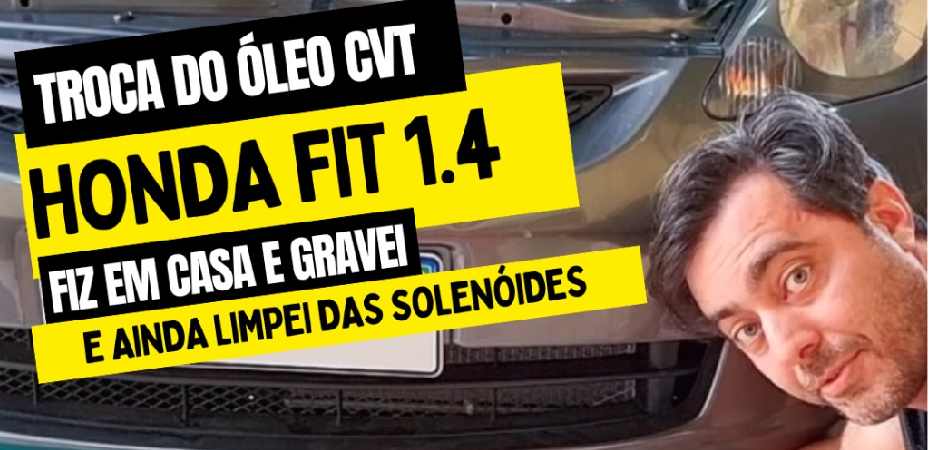 TROCA DO ÓLEO CVT
HONDA FIT 1.4
FIZ EM CASA E GRAVEI
E AINDA LIMPEI DAS SOLENÓIDES